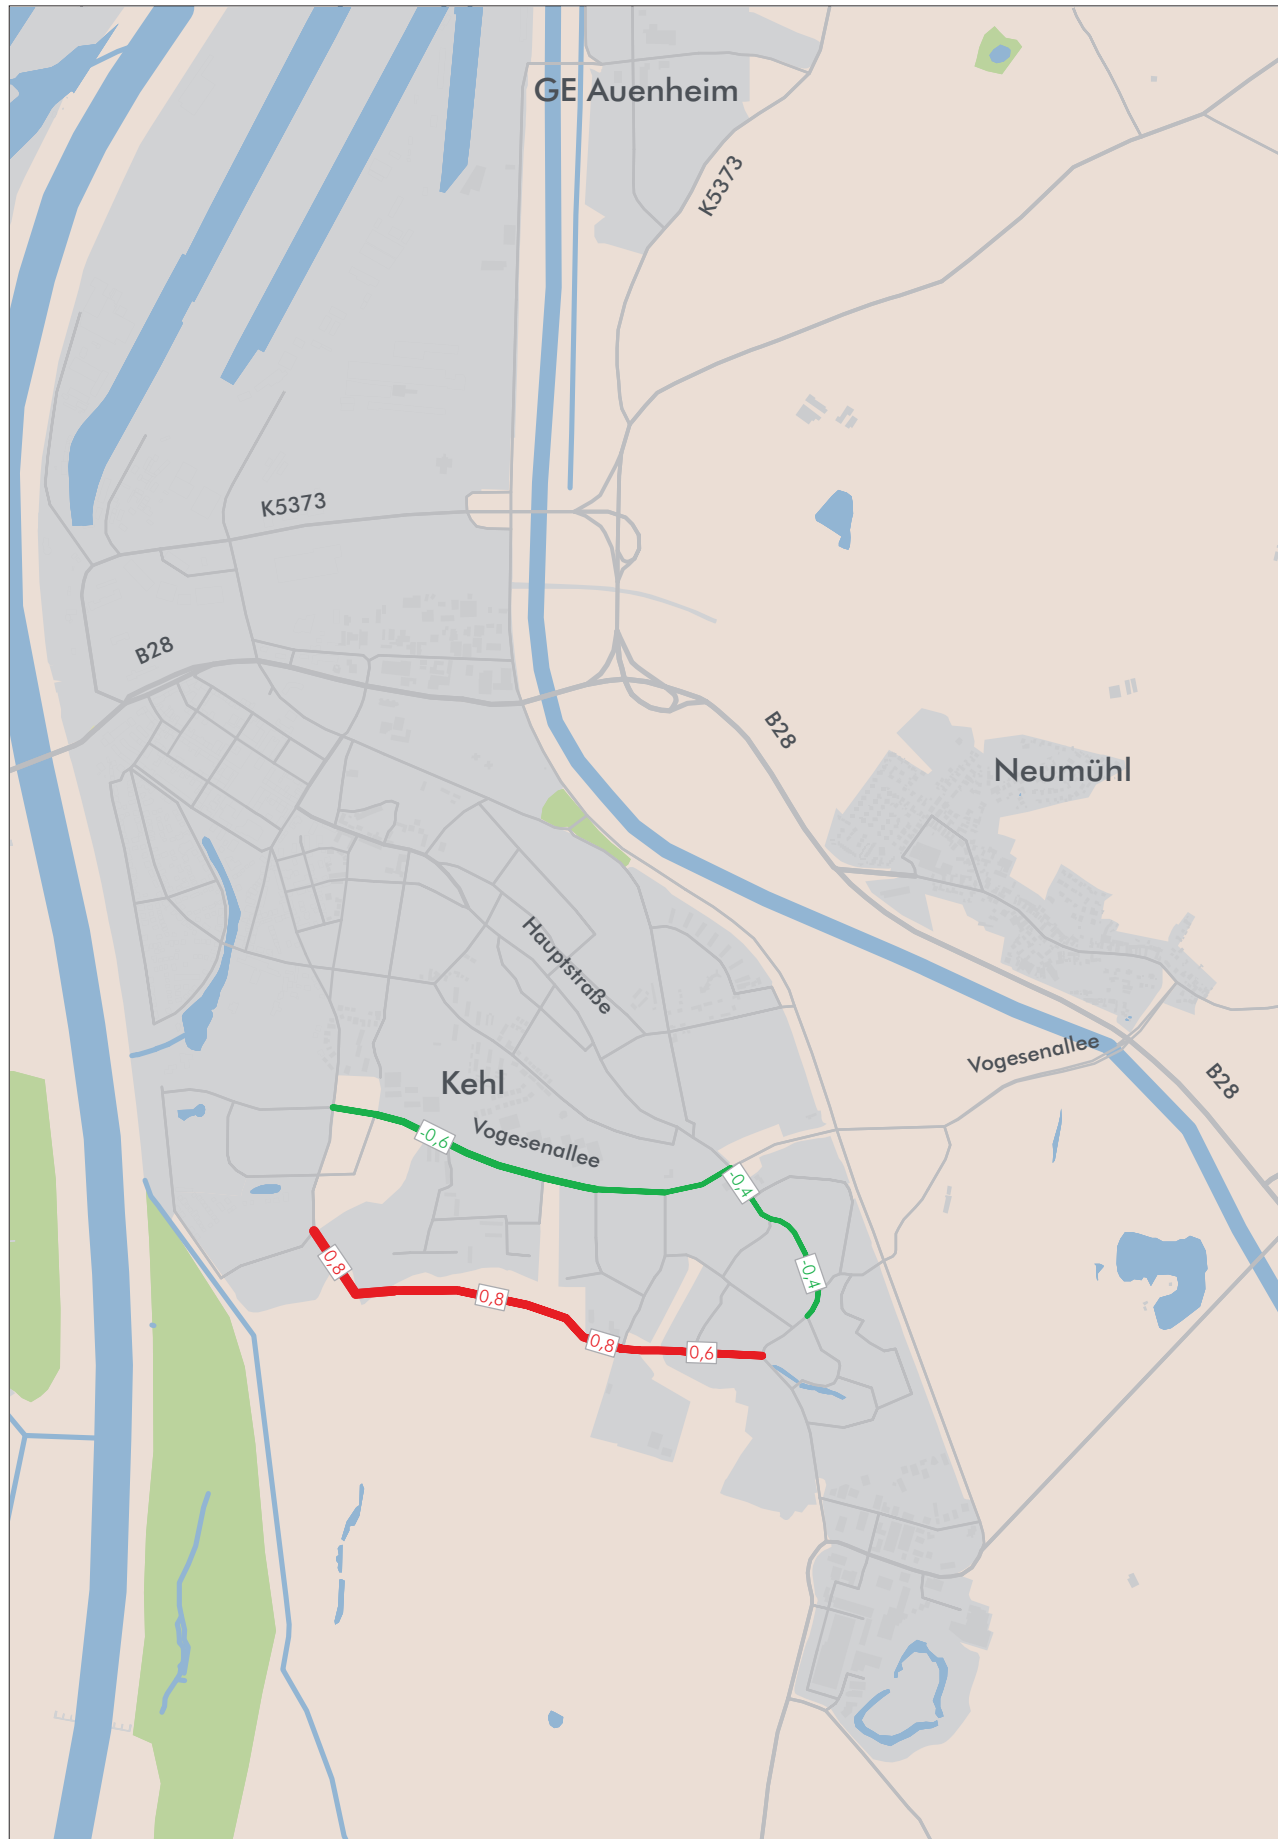 GE Auenheim
K5373
K5373
B28
B28
Neumühl
Hauptstraße
Vogesenallee
B28
Kehl
Vogesenallee
-0,6
-0,4
-0,4
0,8
0,8
0,8
0,6